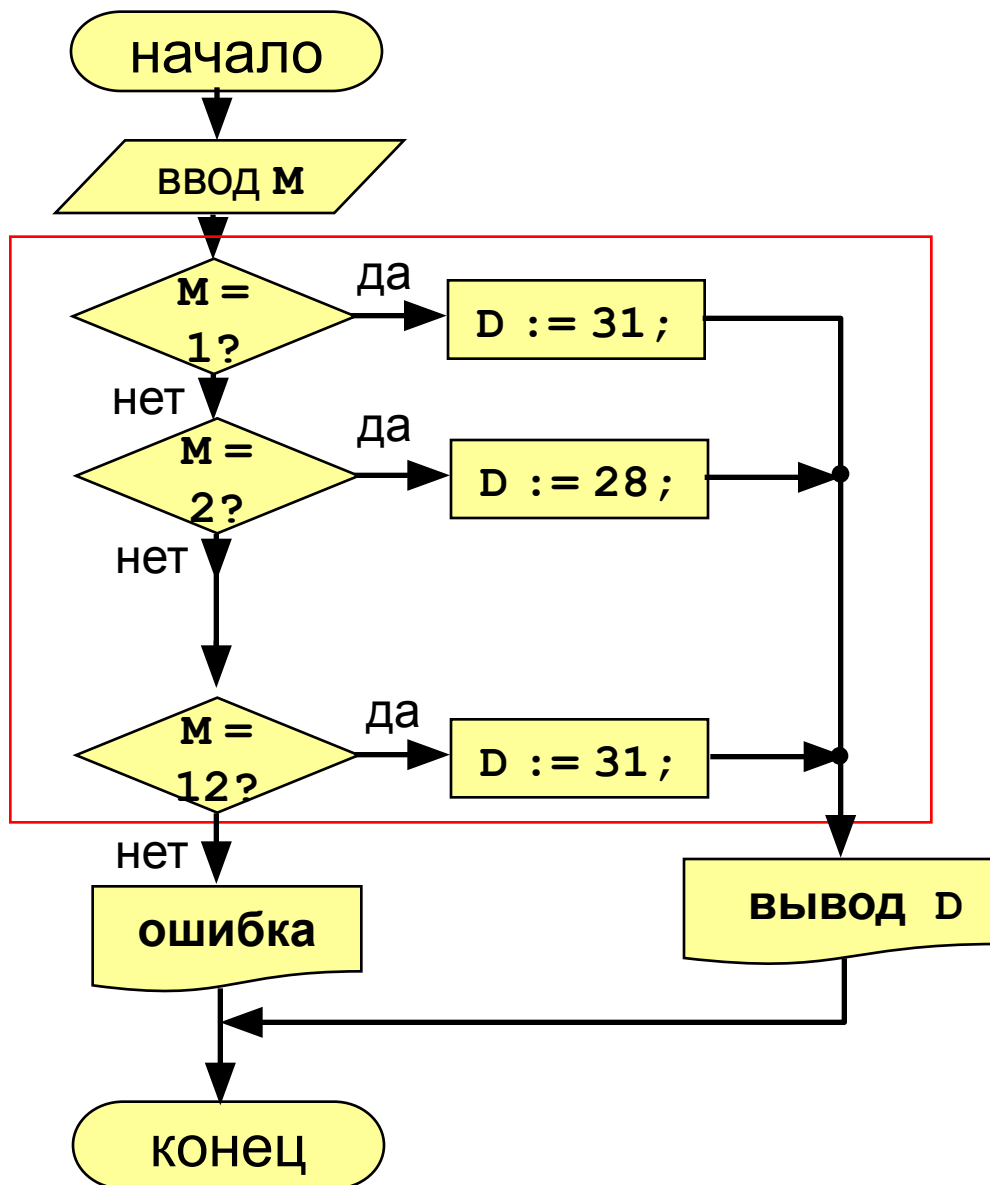 начало
ввод M
M =
1?
да
D := 31;
нет
M =
2?
да
D := 28;
нет
M =
12?
да
D := 31;
нет
ошибка
вывод D
конец